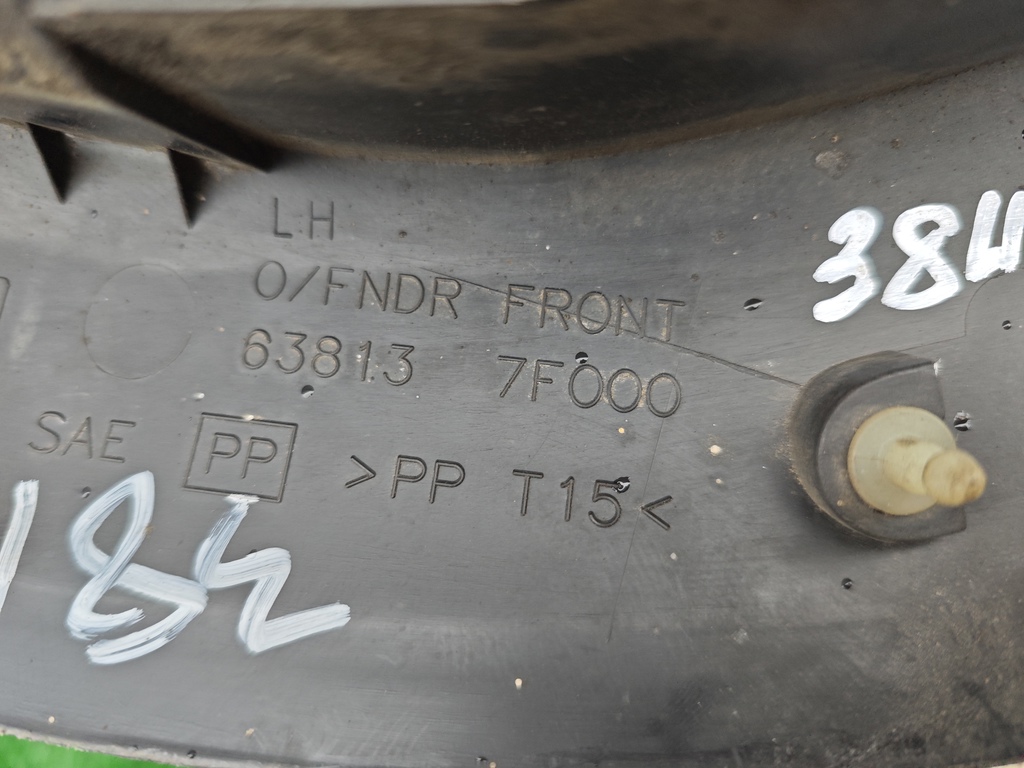 LH
O/FNDR FRONT
63813 7F000
SAE PP >PP T15<
384